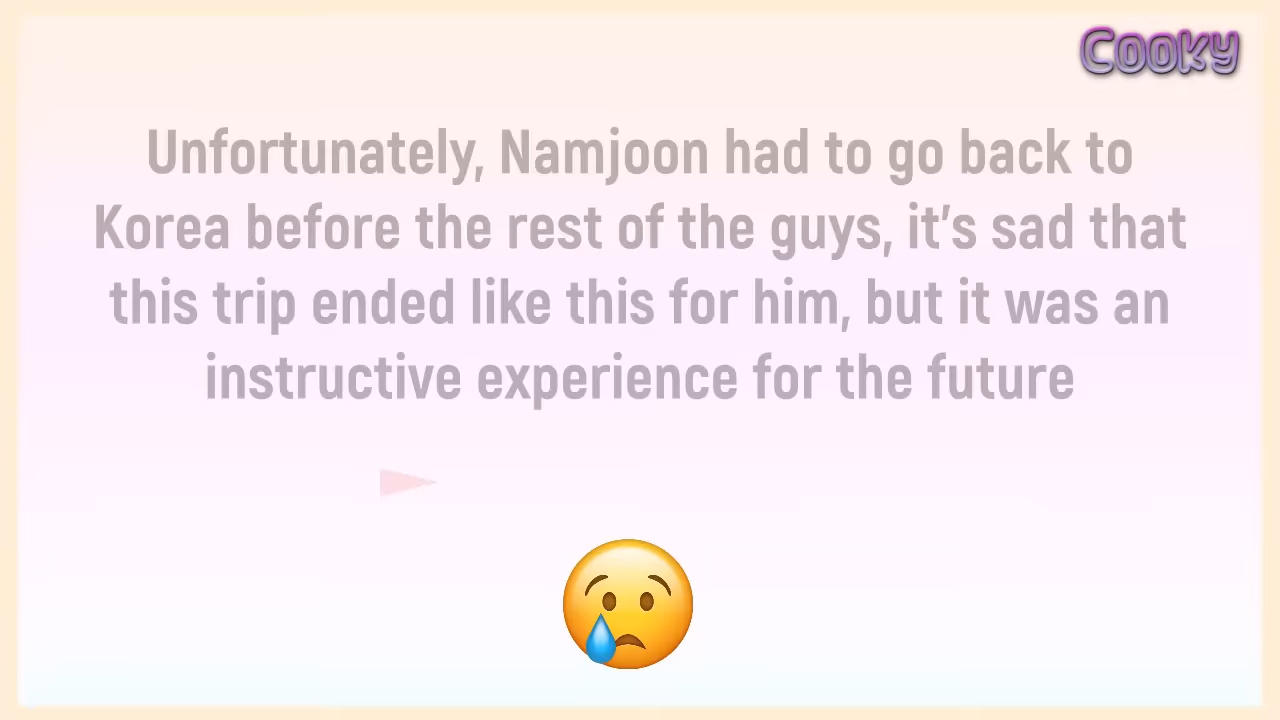 Cooky
Unfortunately, Namjoon had to go back to
Korea before the rest of the guys, it's sad that
this trip ended like this for him, but it was an
instructive experience for the future